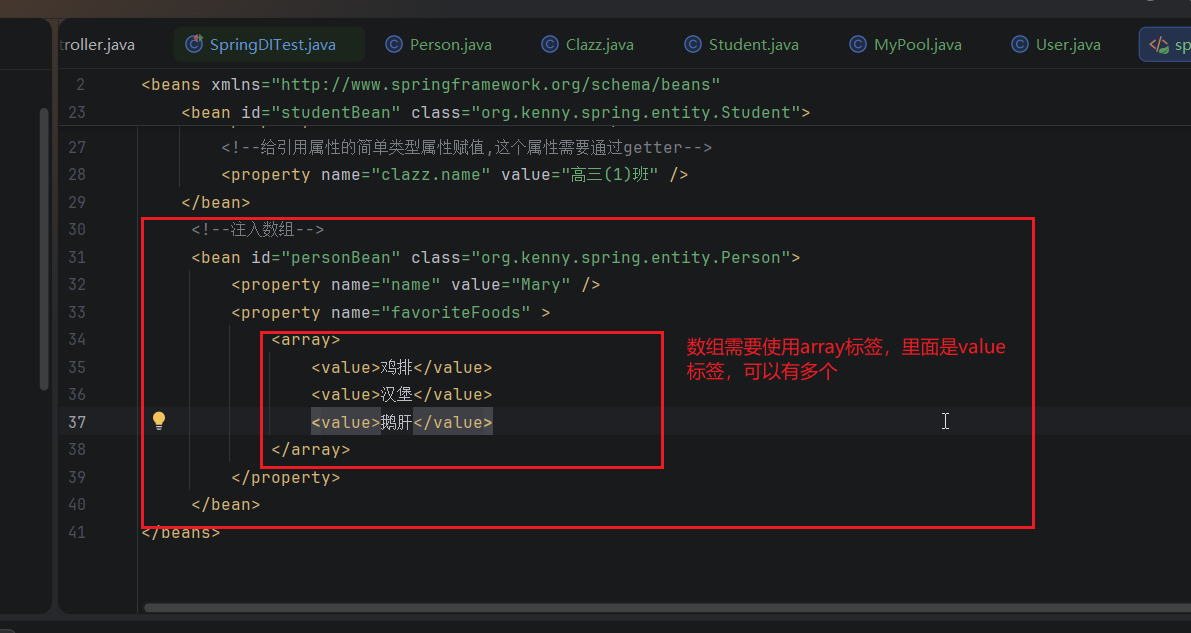 troller.java SpringDITest.java Person.java Clazz.java Student.java MyPool.java User.java sp
2 <beans xmlns="http://www.springframework.org/schema/beans"
23 <bean id="studentBean" class="org.kenny.spring.entity.Student">
27 <!--给引用属性的简单类型属性赋值,这个属性需要通过getter-->
28 <property name="clazz.name" value="高三(1)班" />
29 </bean>
30 <!--注入数组-->
31 <bean id="personBean" class="org.kenny.spring.entity.Person">
32 <property name="name" value="Mary" />
33 <property name="favoriteFoods" >
34 <array>
35 <value>鸡排</value>
36 <value>汉堡</value>
37 <value>鹅肝</value>
38 </array>
39 </property>
40 </bean>
41 </beans>
数组需要使用array标签，里面是value
标签，可以有多个